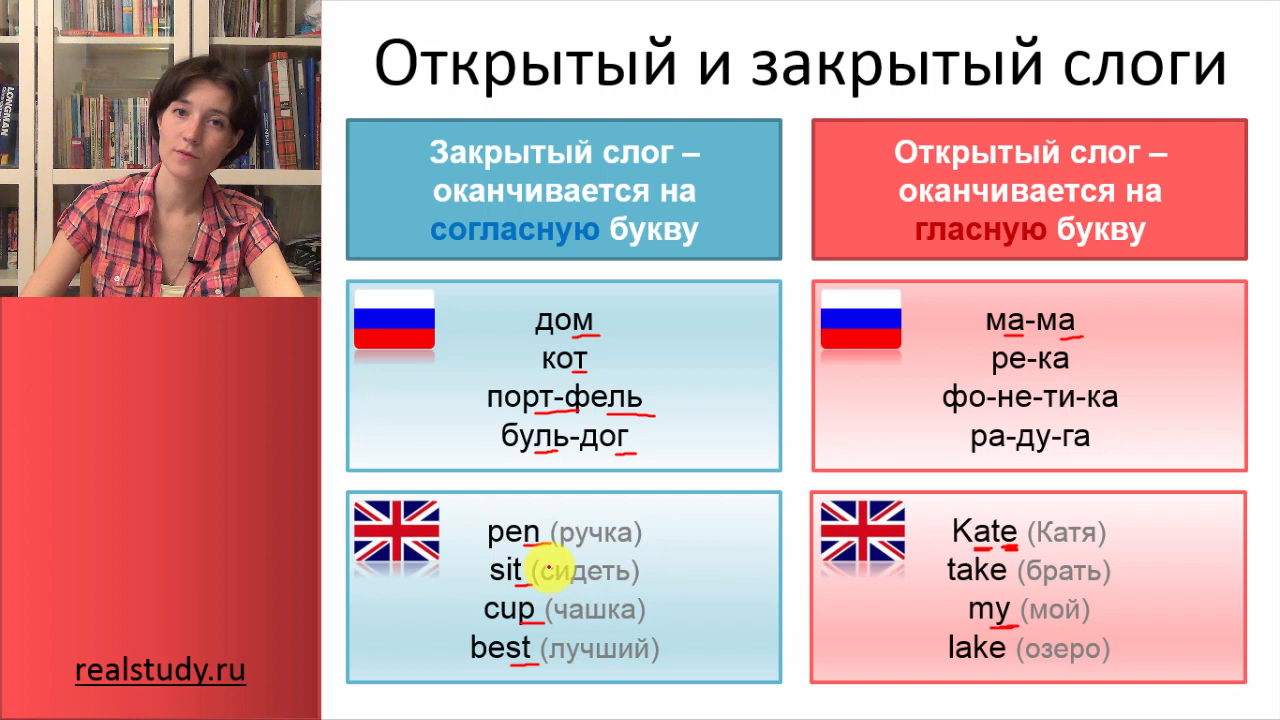 LONGMAN
Открытый и закрытый слоги
Закрытый слог –
оканчивается на
согласную букву
Открытый слог –
оканчивается на
гласную букву
дом
кот
порт-фель
буль-дог
ма-ма
ре-ка
фо-не-ти-ка
ра-ду-га
pen (ручка)
sit (сидеть)
cup (чашка)
best (лучший)
Kate (Катя)
take (брать)
my (мой)
lake (озеро)
realstudy.ru